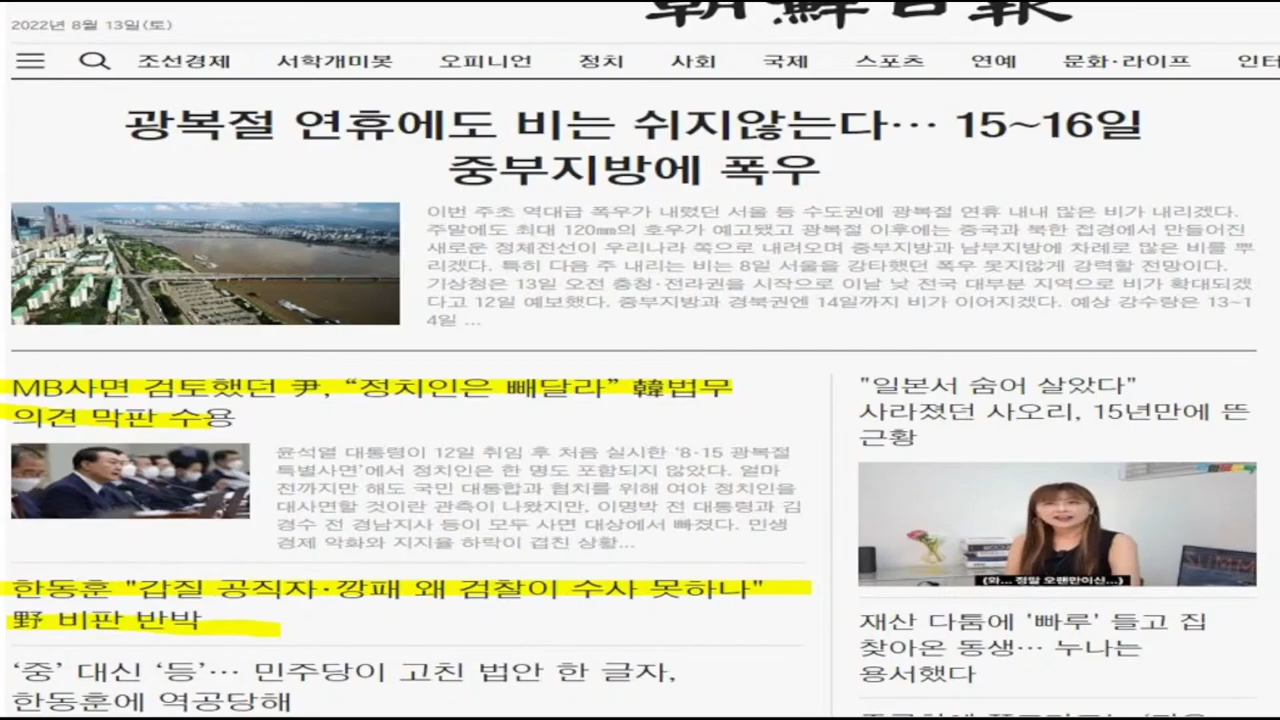 2022년 8월 13일(토)
朝鮮日報
조선경제 서학개미봇 오피니언 정치 사회 국제 스포츠 연예 문화·라이프 인터
광복절 연휴에도 비는 쉬지않는다… 15~16일
중부지방에 폭우
이번 주초 역대급 폭우가 내렸던 서울 등 수도권에 광복절 연휴 내내 많은 비가 내리겠다.
주말에도 최대 120㎜의 호우가 예고됐고 광복절 이후에는 중국과 북한 접경에서 만들어진
새로운 정체전선이 우리나라 쪽으로 내려오며 중부지방과 남부지방에 차례로 많은 비를 뿌
리겠다. 특히 다음 주 내리는 비는 8일 서울을 강타했던 폭우 못지않게 강력할 전망이다.
기상청은 13일 오전 충청·전라권을 시작으로 이날 낮 전국 대부분 지역으로 비가 확대되겠
다고 12일 예보했다. 중부지방과 경북권엔 14일까지 비가 이어지겠다. 예상 강수량은 13~1
4일 ...
MB사면 검토했던 尹, “정치인은 빼달라” 韓법무
의견 막판 수용
윤석열 대통령이 12일 취임 후 처음 실시한 ‘8·15 광복절
특별사면’에서 정치인은 한 명도 포함되지 않았다. 얼마
전까지만 해도 국민 대통합과 협치를 위해 여야 정치인을
대사면할 것이란 관측이 나왔지만, 이명박 전 대통령과 김
경수 전 경남지사 등이 모두 사면 대상에서 빠졌다. 민생
경제 악화와 지지율 하락이 겹친 상황...
한동훈 "갑질 공직자·깡패 왜 검찰이 수사 못하나"
野 비판 반박
‘중’ 대신 ‘등’… 민주당이 고친 법안 한 글자,
한동훈에 역공당해
"일본서 숨어 살았다"
사라졌던 사오리, 15년만에 뜬
근황
(와... 정말 오랜만이신...)
재산 다툼에 '빠루' 들고 집
찾아온 동생… 누나는
용서했다